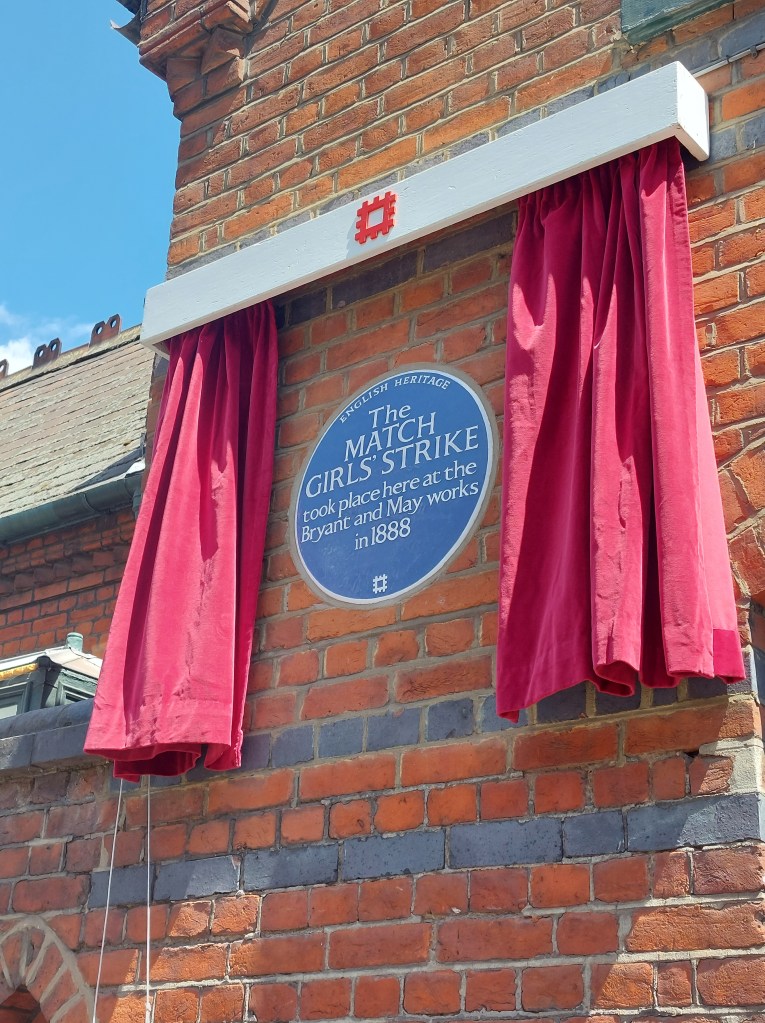 ENGLISH HERITAGE
The
MATCH
GIRLS' STRIKE
took place here at the
Bryant and May works
in 1888